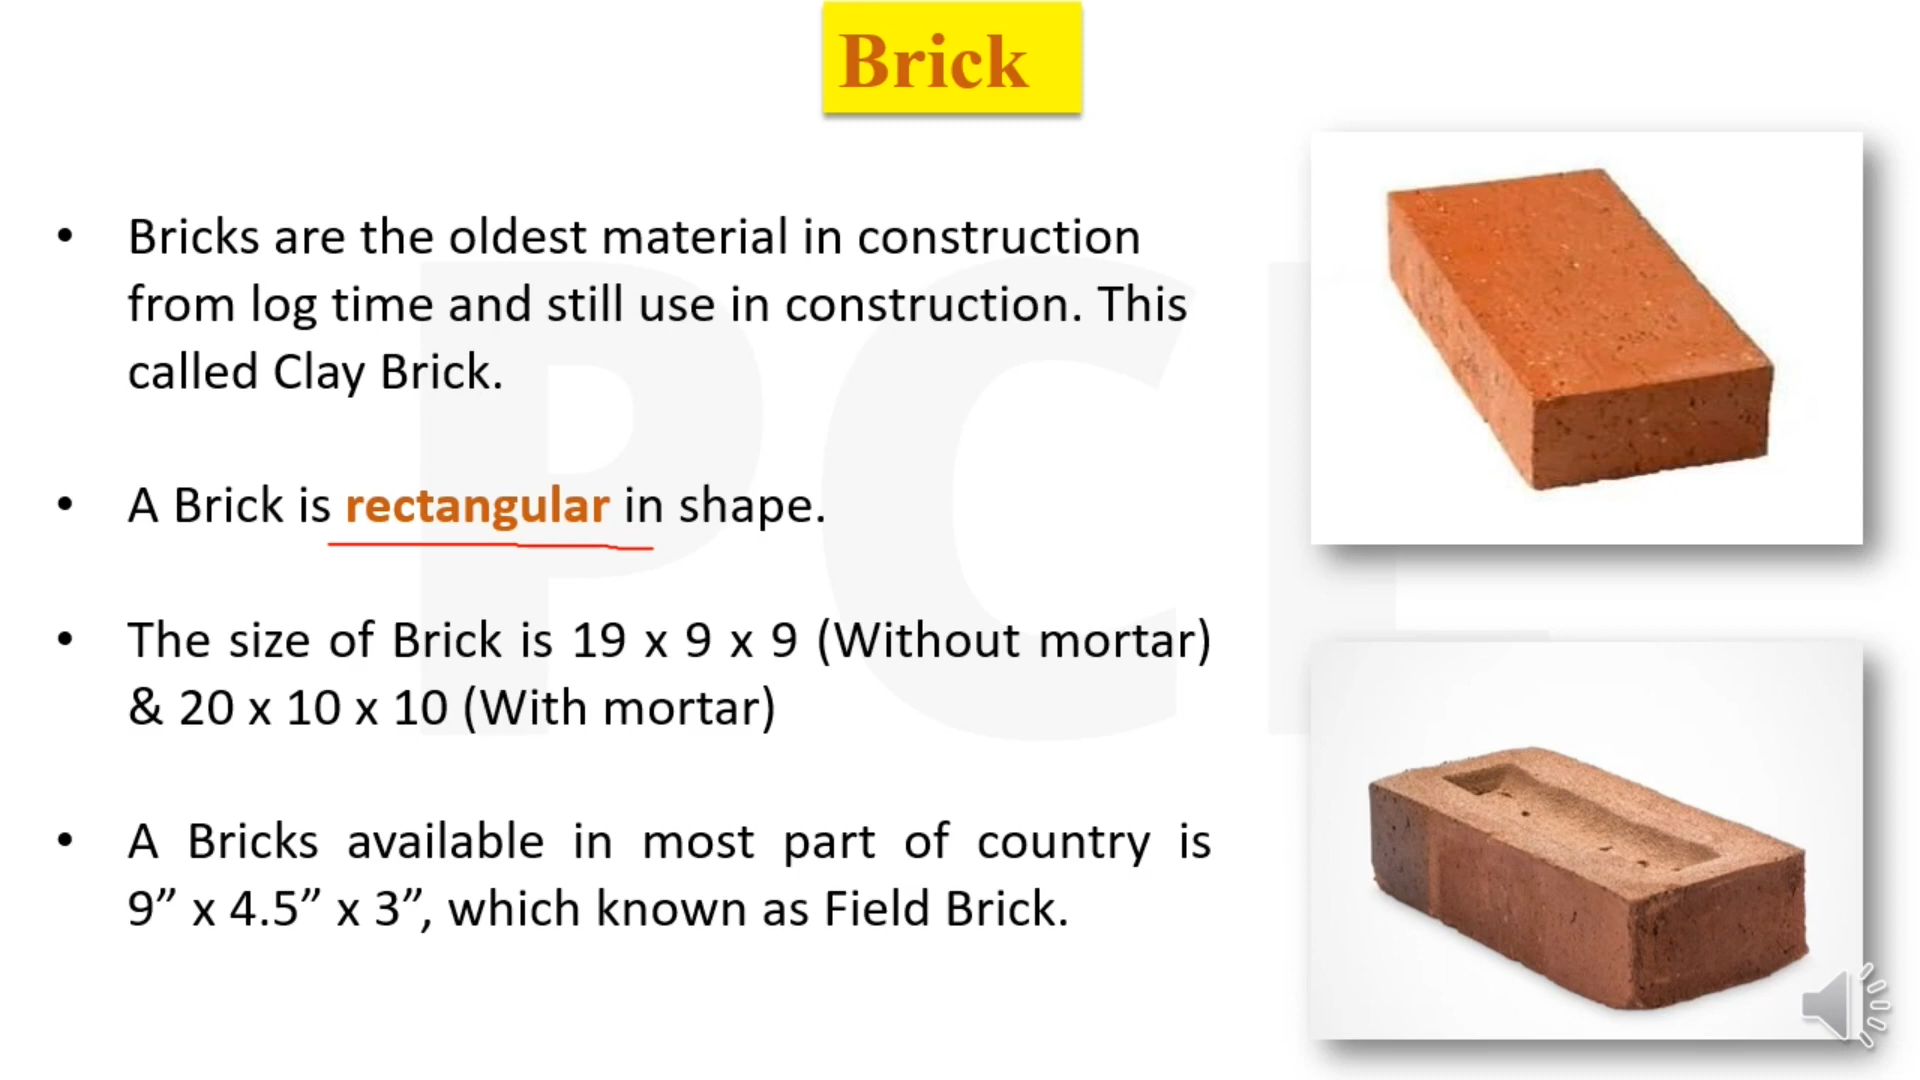 Brick
• Bricks are the oldest material in construction
from log time and still use in construction. This
called Clay Brick.
• A Brick is rectangular in shape.
• The size of Brick is 19 x 9 x 9 (Without mortar)
& 20 x 10 x 10 (With mortar)
• A Bricks available in most part of country is
9” x 4.5” x 3”, which known as Field Brick.